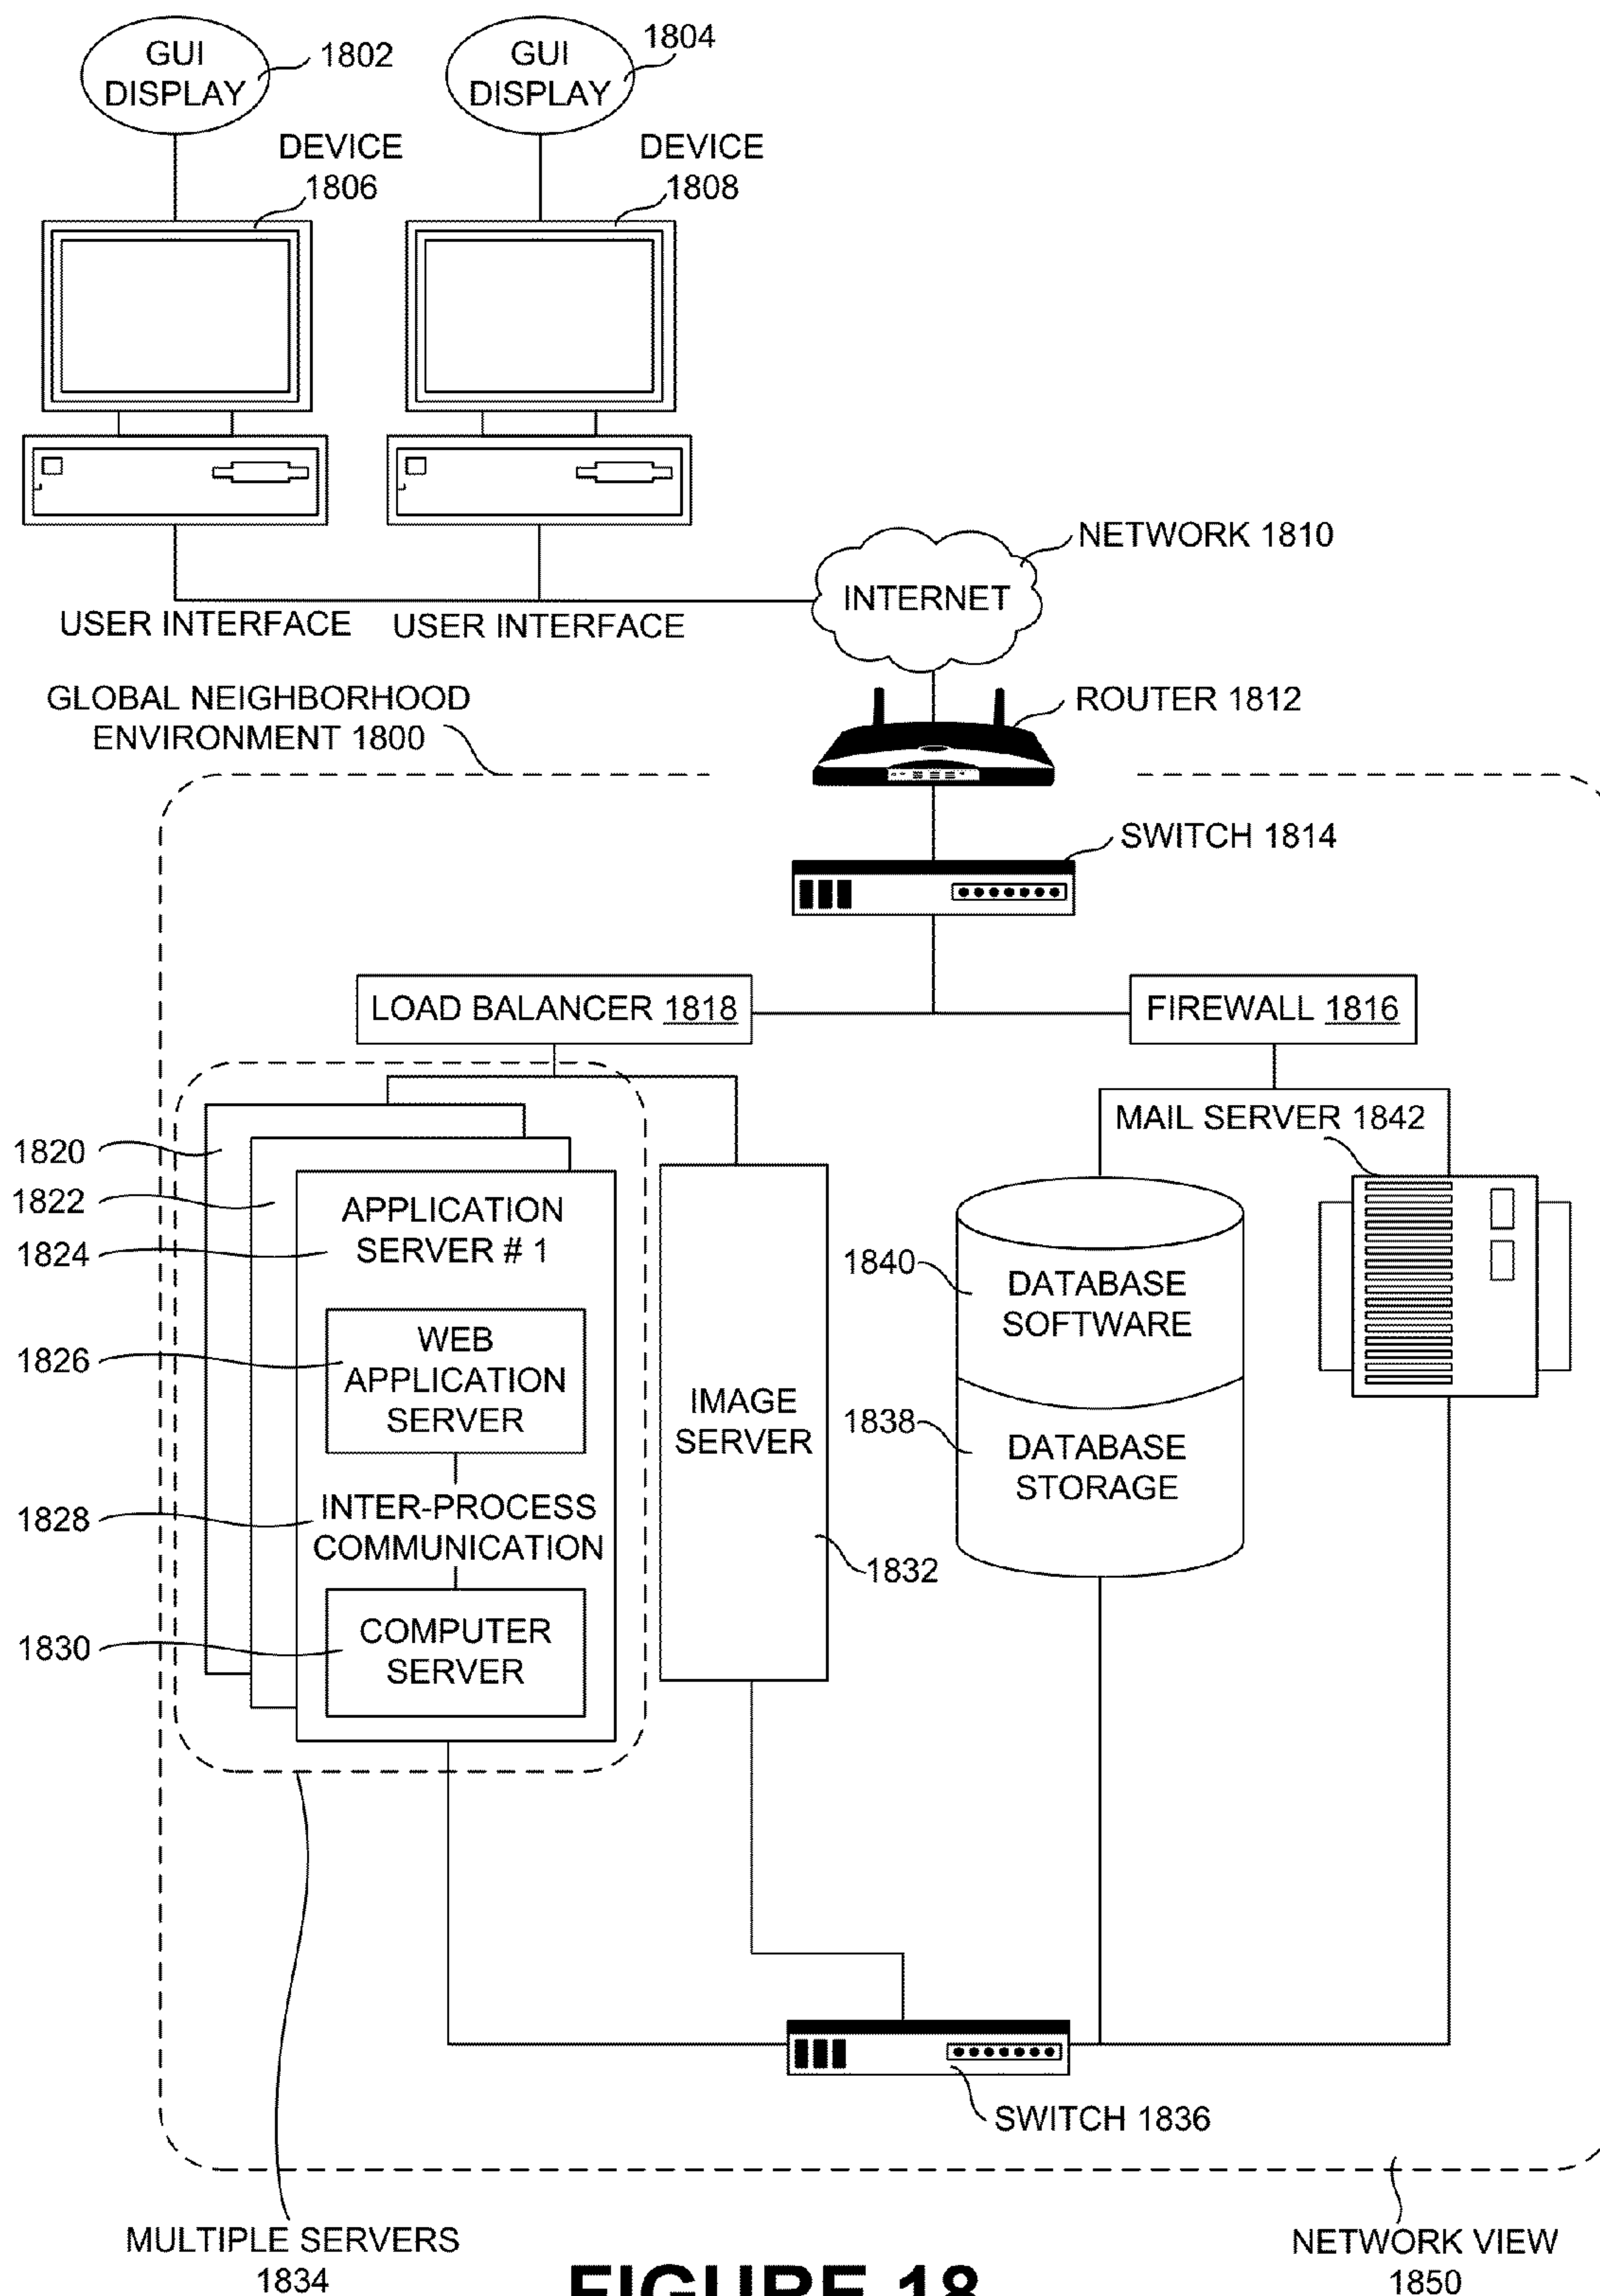 GUI
DISPLAY
1802
GUI
DISPLAY
1804
DEVICE
1806
DEVICE
1808
NETWORK 1810
INTERNET
USER INTERFACE
USER INTERFACE
GLOBAL NEIGHBORHOOD
ENVIRONMENT 1800
ROUTER 1812
SWITCH 1814
LOAD BALANCER 1818
FIREWALL 1816
MAIL SERVER 1842
1820
1822
1824
APPLICATION
SERVER # 1
1826
WEB
APPLICATION
SERVER
1828
INTER-PROCESS
COMMUNICATION
1830
COMPUTER
SERVER
IMAGE
SERVER
1832
1840
DATABASE
SOFTWARE
1838
DATABASE
STORAGE
SWITCH 1836
MULTIPLE SERVERS
1834
NETWORK VIEW
1850
FIGURE 18